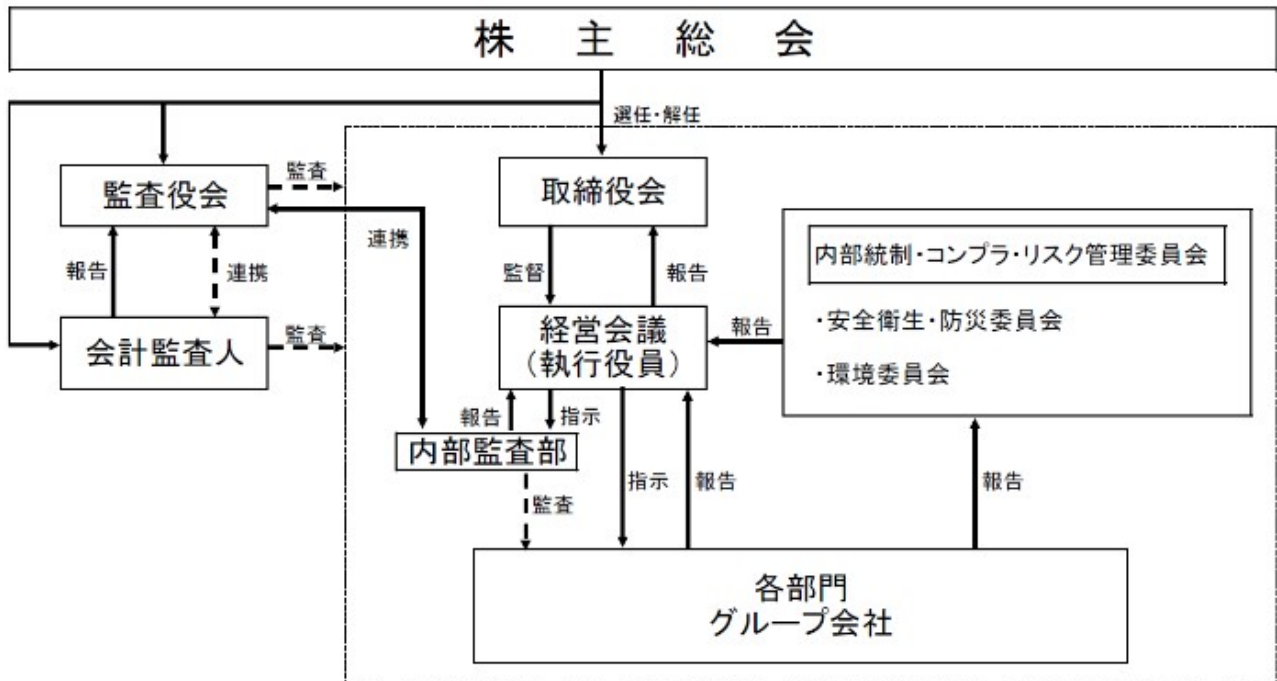 株主総会
選任・解任
監査役会
監査
取締役会
連携
内部統制・コンプラ・リスク管理委員会
報告
連携
監督
報告
・安全衛生・防災委員会
会計監査人
監査
経営会議
(執行役員)
報告
・環境委員会
報告
指示
内部監査部
監査
指示
報告
報告
各部門
グループ会社